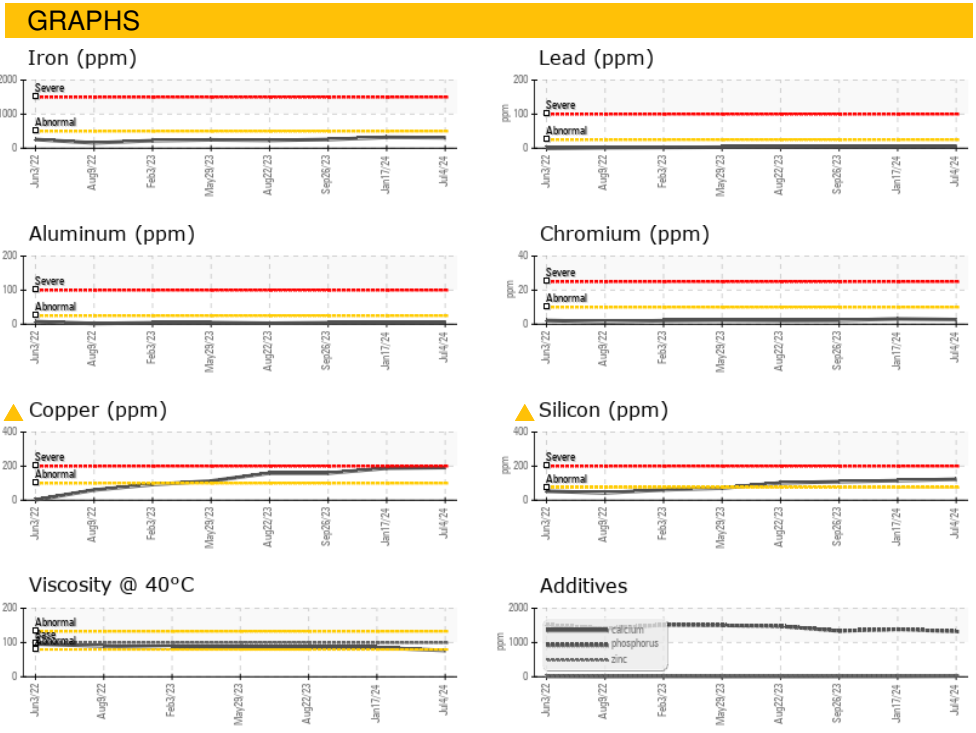 GRAPHS
Iron (ppm)
2000
1000
0
Severe
Abnormal
Jun3/22
Aug9/22
Feb3/23
May29/23
Aug22/23
Sep26/23
Jan17/24
Jul4/24
Lead (ppm)
ppm
200
100
0
Severe
Abnormal
Jun3/22
Aug9/22
Feb3/23
May29/23
Aug22/23
Sep26/23
Jan17/24
Jul4/24
Aluminum (ppm)
200
100
0
Severe
Abnormal
Jun3/22
Aug9/22
Feb3/23
May29/23
Aug22/23
Sep26/23
Jan17/24
Jul4/24
Chromium (ppm)
ppm
40
20
0
Severe
Abnormal
Jun3/22
Aug9/22
Feb3/23
May29/23
Aug22/23
Sep26/23
Jan17/24
Jul4/24
Copper (ppm)
400
200
0
Severe
Abnormal
Jun3/22
Aug9/22
Feb3/23
May29/23
Aug22/23
Sep26/23
Jan17/24
Jul4/24
Silicon (ppm)
ppm
400
200
0
Severe
Abnormal
Jun3/22
Aug9/22
Feb3/23
May29/23
Aug22/23
Sep26/23
Jan17/24
Jul4/24
Viscosity @ 40°C
200
100
0
Abnormal
Base
Abnormal
Jun3/22
Aug9/22
Feb3/23
May29/23
Aug22/23
Jan17/24
Jul4/24
Additives
ppm
2000
1000
0
calcium
phosphorus
zinc
Jun3/22
Aug9/22
Feb3/23
May29/23
Aug22/23
Sep26/23
Jan17/24
Jul4/24